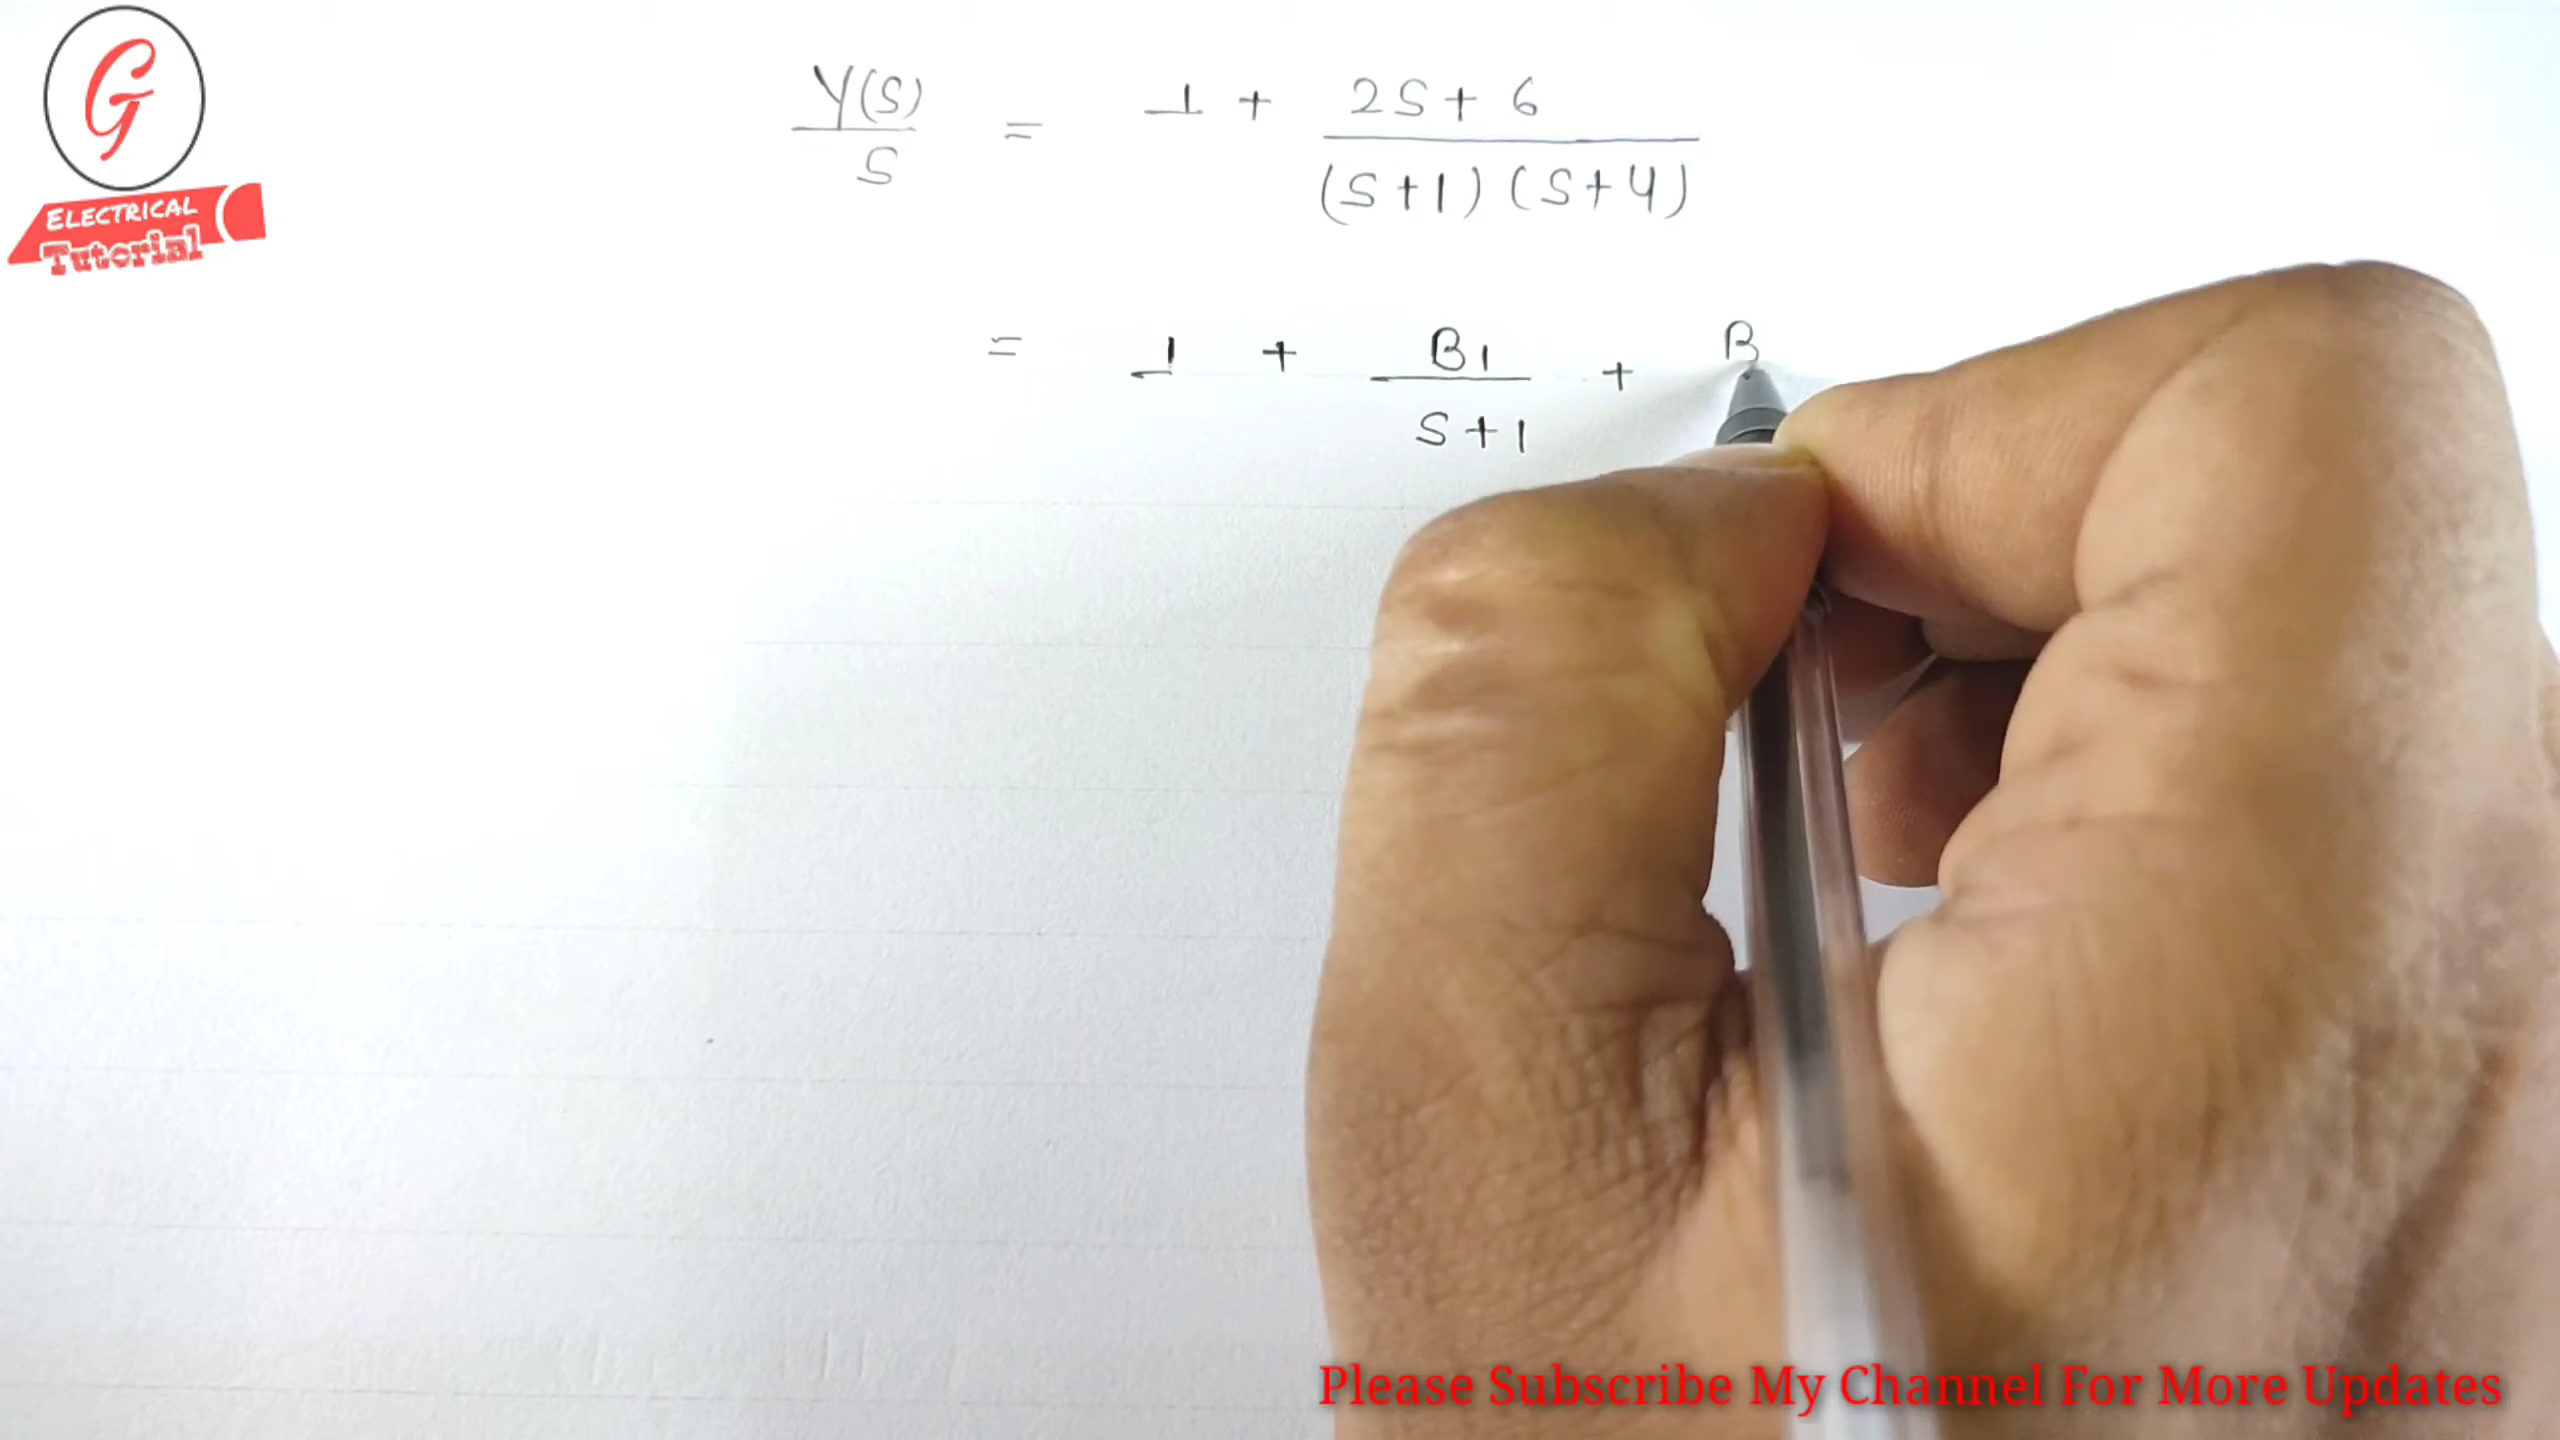 G
ELECTRICAL
Tutorial
Y(S)/S = 1 + 2S + 6/(S+1)(S+4)
= 1 + B1/S+1 + B
Please Subscribe My Channel For More Updates